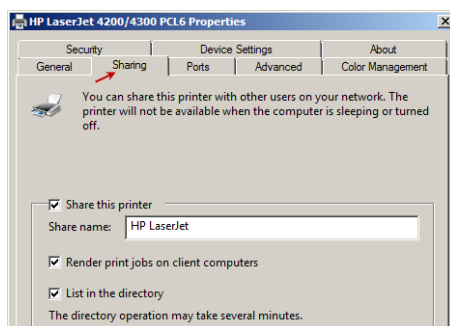 HP LaserJet 4200/4300 PCL6 Properties
Security Device Settings About
General Sharing Ports Advanced Color Management
You can share this printer with other users on your network. The
printer will not be available when the computer is sleeping or turned
off.
Share this printer
Share name: HP LaserJet
Render print jobs on client computers
List in the directory
The directory operation may take several minutes.